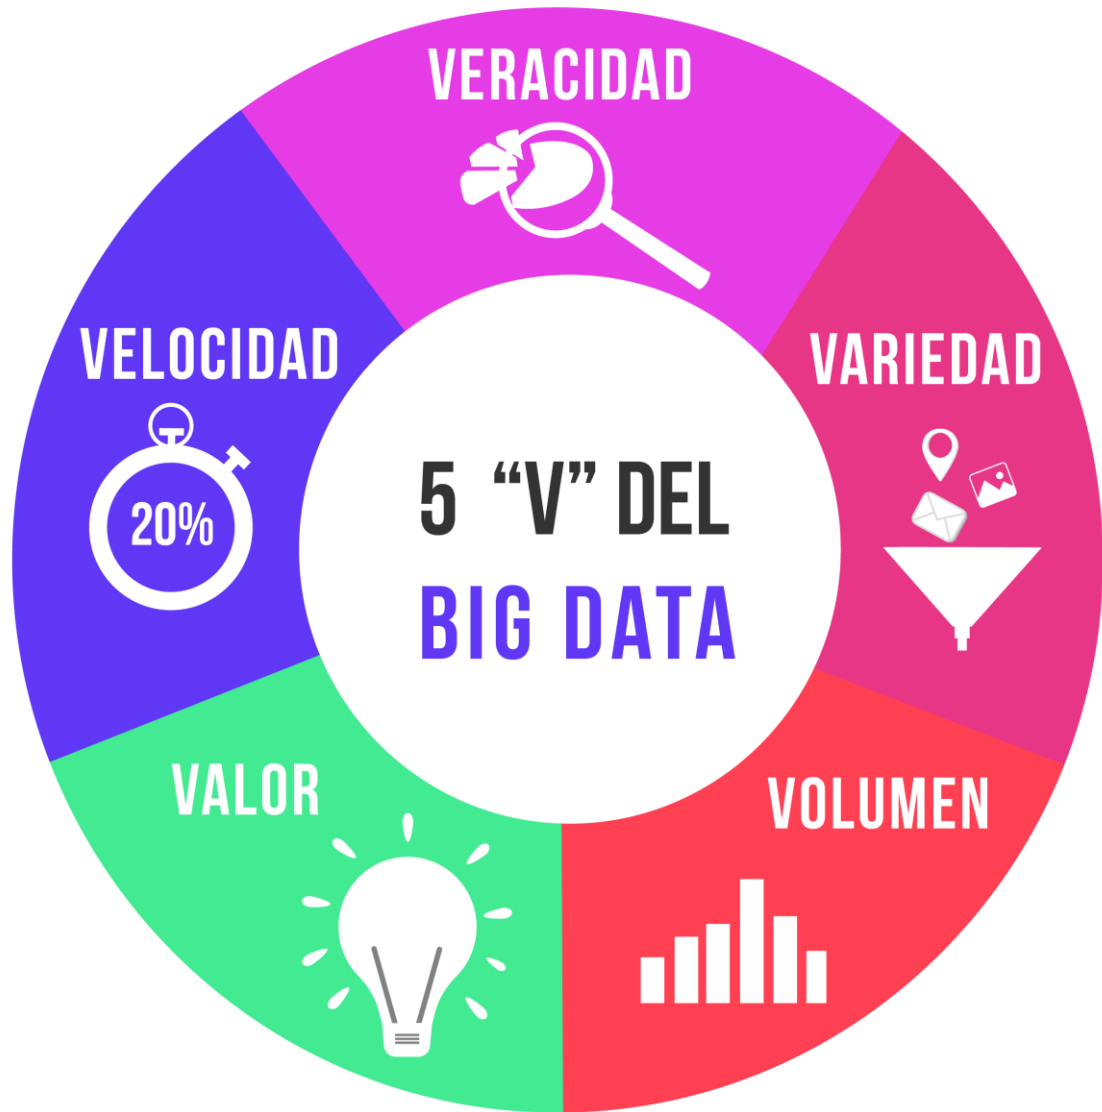 VERACIDAD
VELOCIDAD
VARIEDAD
20%
5 “V” DEL
BIG DATA
VALOR
VOLUMEN